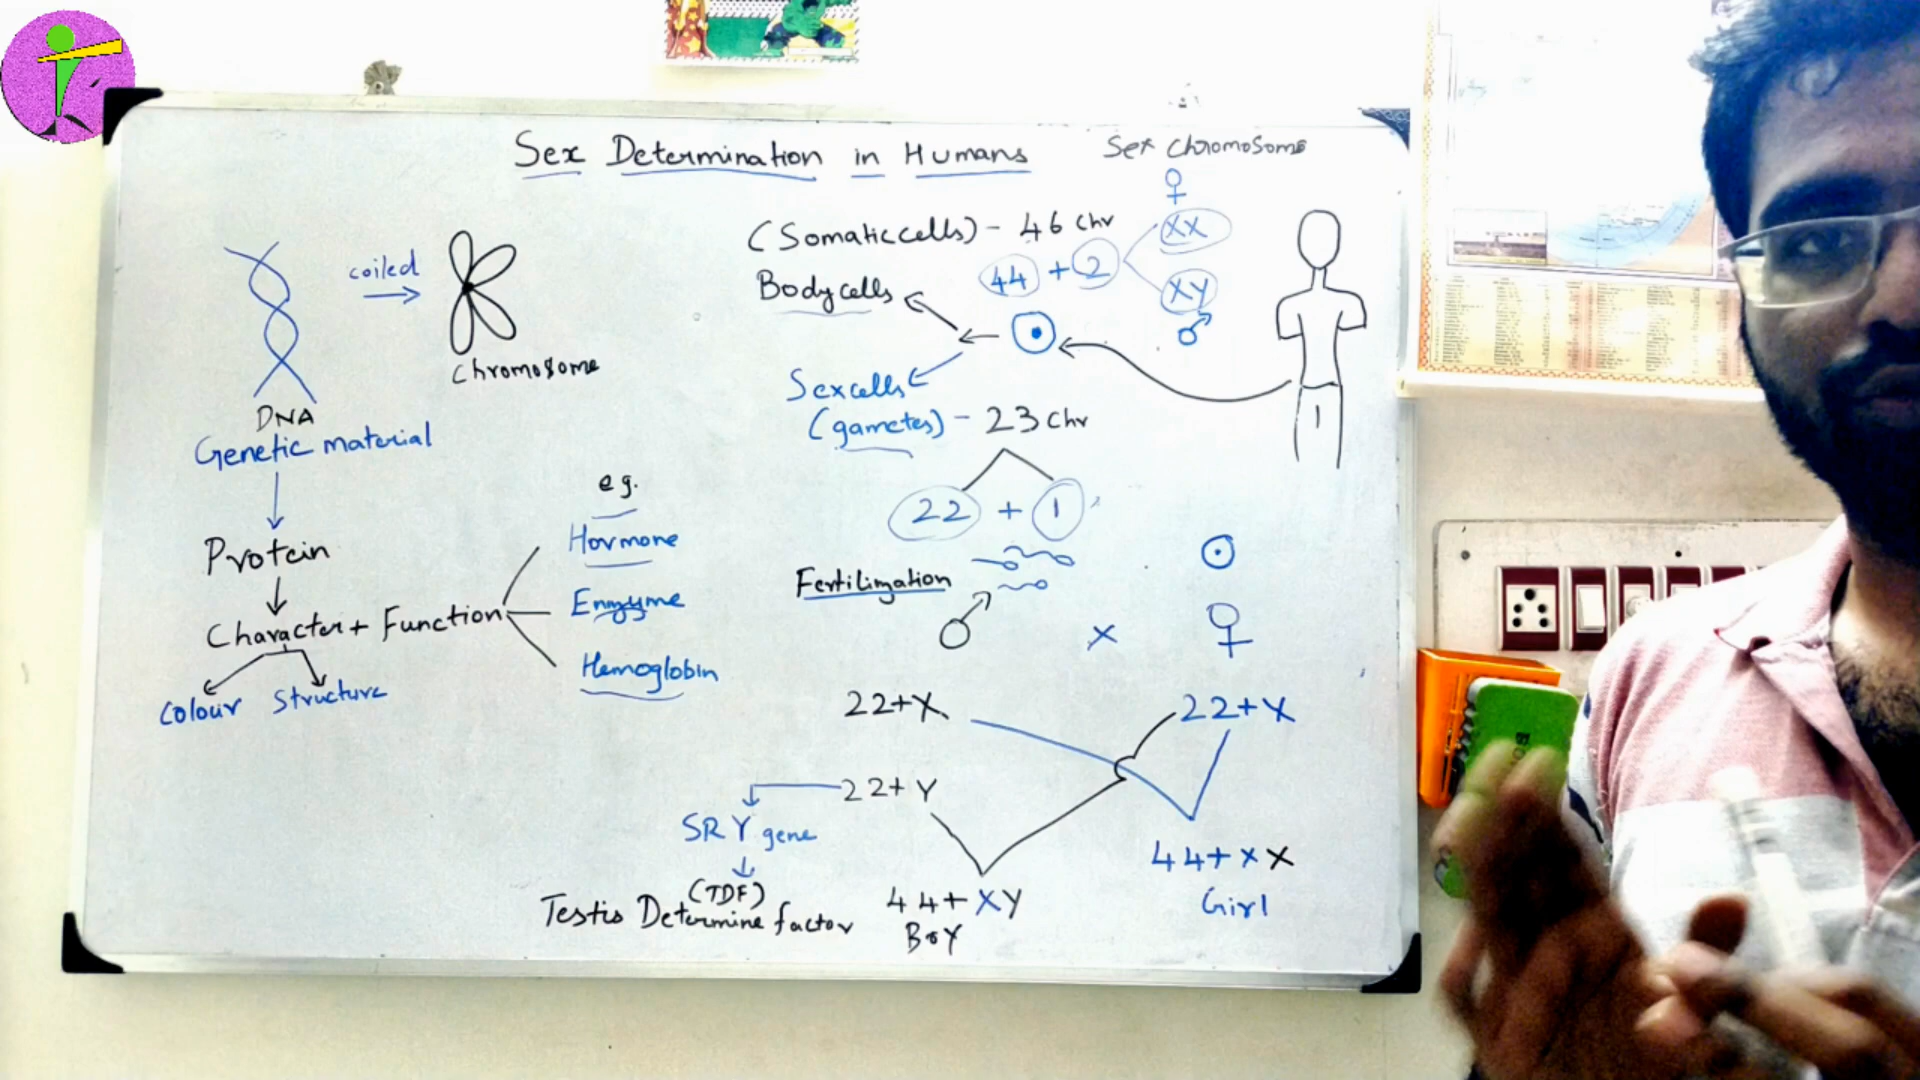 Sex Determination in Humans
Sex Chromosome
♀
(Somatic cells) - 46 Chr
XX
44 + 2
Body cells
XY
♂
coiled
Chromosome
DNA
Genetic material
Sex cells
(gametes) - 23 Chr
22 + 1
e.g.
Hormone
Protein
Enzyme
Fertilization
Character + Function
♂ × ♀
Hemoglobin
Colour Structure
22+X 22+X
22+Y
SRY gene
44+XX
Girl
(TDF)
Testis Determine factor
44+XY
Boy